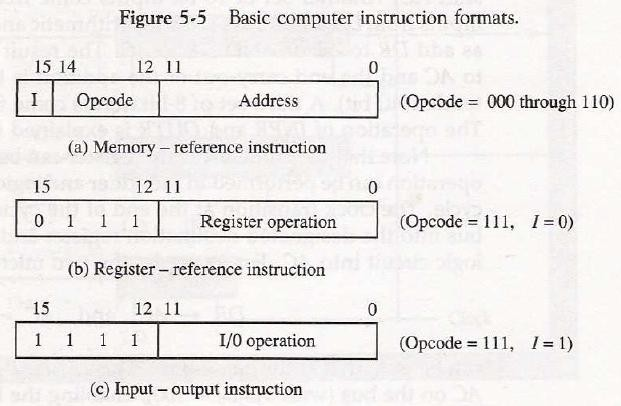 Figure 5-5 Basic computer instruction formats.
15 14 12 11 0
I Opcode Address (Opcode = 000 through 110)
(a) Memory – reference instruction
15 12 11 0
0 1 1 1 Register operation (Opcode = 111, I = 0)
(b) Register – reference instruction
15 12 11 0
1 1 1 1 I/0 operation (Opcode = 111, I = 1)
(c) Input – output instruction